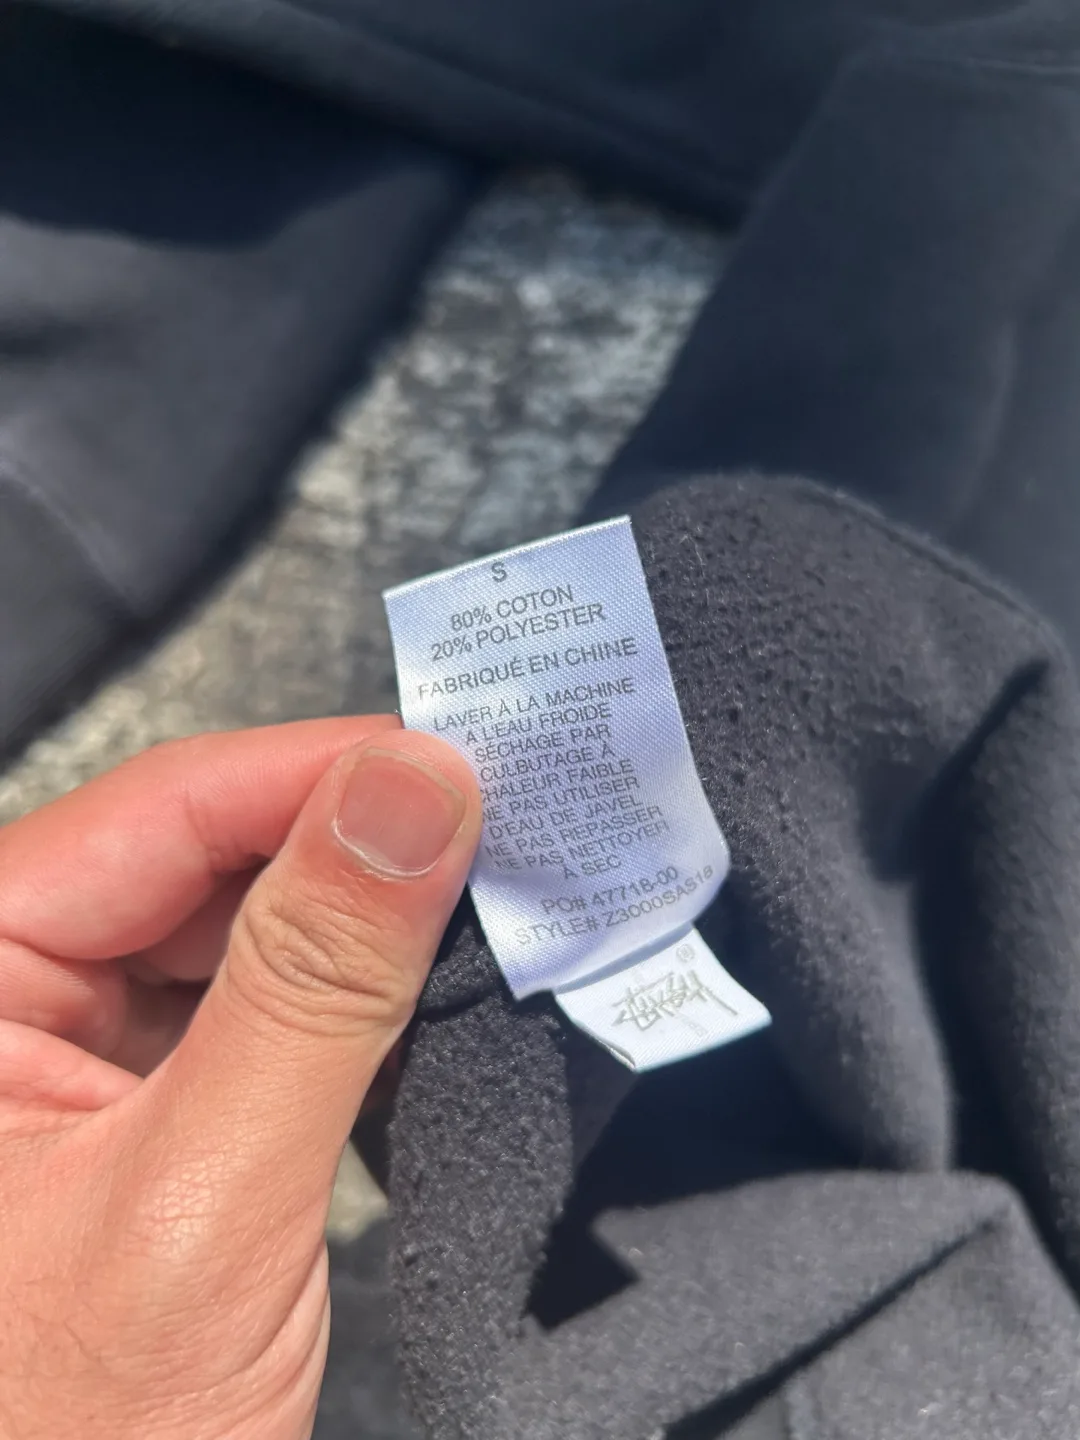 S
80% COTON
20% POLYESTER
FABRIQUÉ EN CHINE
LAVER À LA MACHINE
À L'EAU FROIDE
SÉCHAGE PAR
CULBUTAGE À
CHALEUR FAIBLE
NE PAS UTILISER
D'EAU DE JAVEL
NE PAS REPASSER
NE PAS NETTOYER
À SEC
PO# 47718-00
STYLE# Z3000SAS18
STÜSSY ®